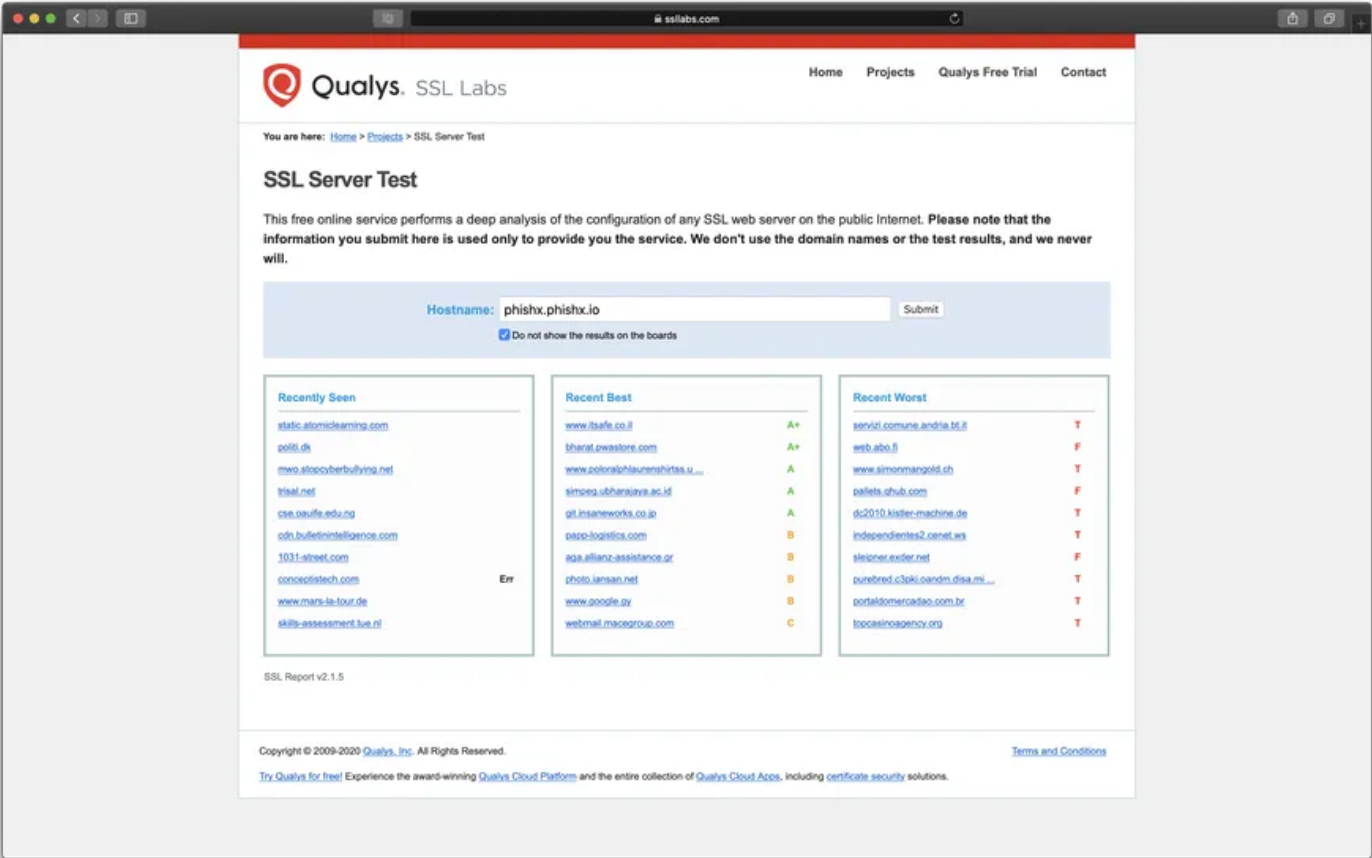 ssllabs.com
Qualys. SSL Labs
Home Projects Qualys Free Trial Contact
You are here: Home > Projects > SSL Server Test
SSL Server Test
This free online service performs a deep analysis of the configuration of any SSL web server on the public Internet. Please note that the
information you submit here is used only to provide you the service. We don't use the domain names or the test results, and we never
will.
Hostname: phishx.phishx.io Submit
Do not show the results on the boards
Recently Seen
static.atomiclearning.com
politi.dk
mwo.stopcyberbullying.net
trisal.net
cse.oauife.edu.ng
cdn.bulletinintelligence.com
1031-street.com
conceptistech.com Err
www.mars-la-tour.de
skills-assessment.tue.nl
Recent Best
www.itsafe.co.il A+
bharat.pwastore.com A+
www.poloralphlaurenshirtss.u ... A
simpeg.ubharajaya.ac.id A
git.insaneworks.co.jp A
papp-logistics.com B
aga.allianz-assistance.gr B
photo.iansan.net B
www.google.gy B
webmail.macegroup.com C
Recent Worst
servizi.comune.andria.bt.it T
web.abo.fi F
www.simonmangold.ch T
pallets.qhub.com F
dc2010.kistler-machine.de T
independientes2.cenet.ws T
sleipner.exder.net F
purebred.c3pki.oandm.disa.mi ... T
portaldomercadao.com.br T
topcasinoagency.org T
SSL Report v2.1.5
Copyright © 2009-2020 Qualys, Inc. All Rights Reserved. Terms and Conditions
Try Qualys for free! Experience the award-winning Qualys Cloud Platform and the entire collection of Qualys Cloud Apps, including certificate security solutions.